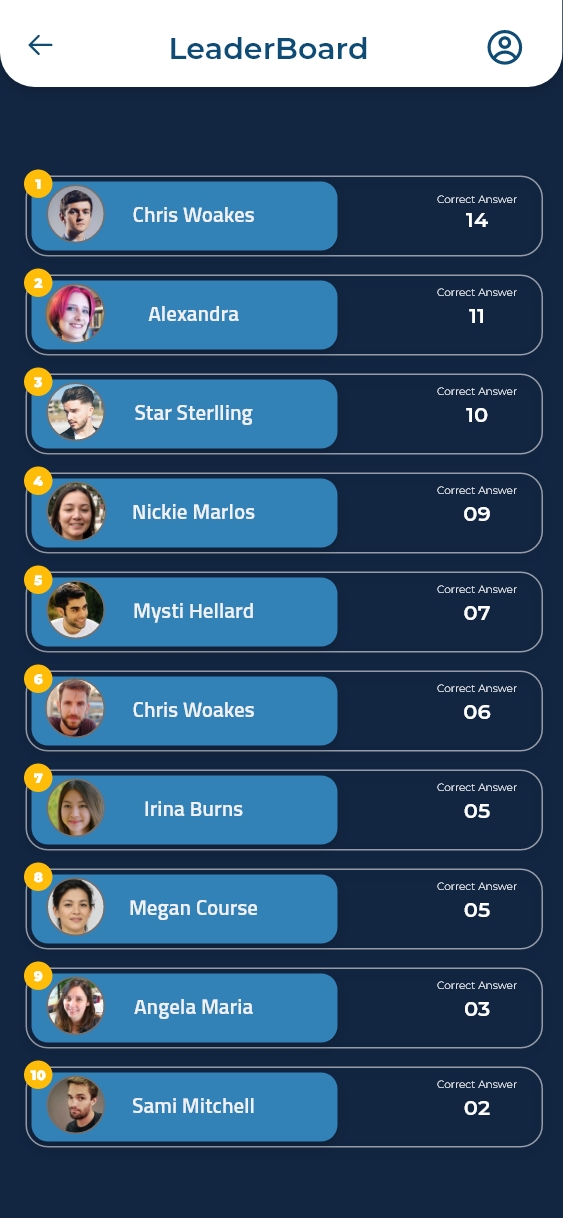 LeaderBoard
1
Chris Woakes
Correct Answer
14
2
Alexandra
Correct Answer
11
3
Star Sterlling
Correct Answer
10
4
Nickie Marlos
Correct Answer
09
5
Mysti Hellard
Correct Answer
07
6
Chris Woakes
Correct Answer
06
7
Irina Burns
Correct Answer
05
8
Megan Course
Correct Answer
05
9
Angela Maria
Correct Answer
03
10
Sami Mitchell
Correct Answer
02